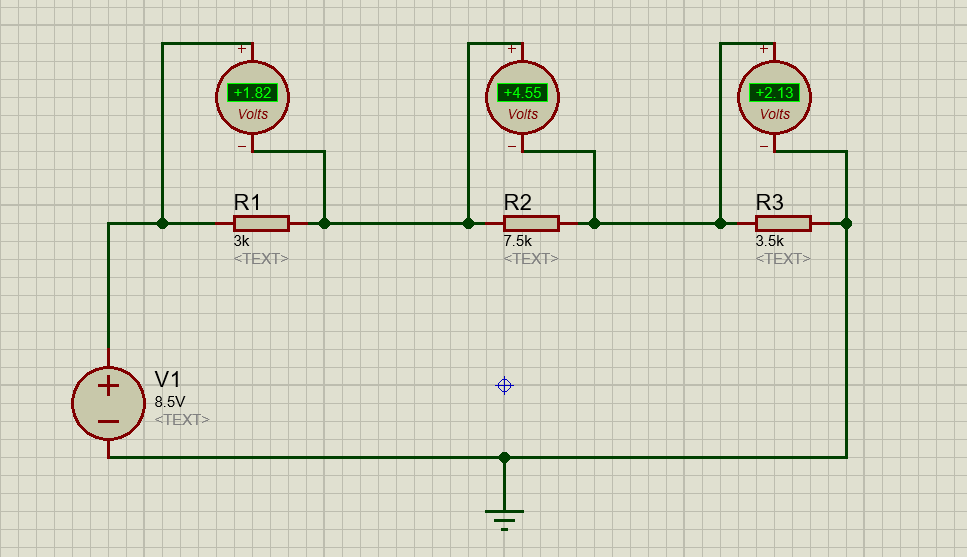 +
+1.82
Volts
−
+
+4.55
Volts
−
+
+2.13
Volts
−
R1
3k
<TEXT>
R2
7.5k
<TEXT>
R3
3.5k
<TEXT>
V1
8.5V
<TEXT>